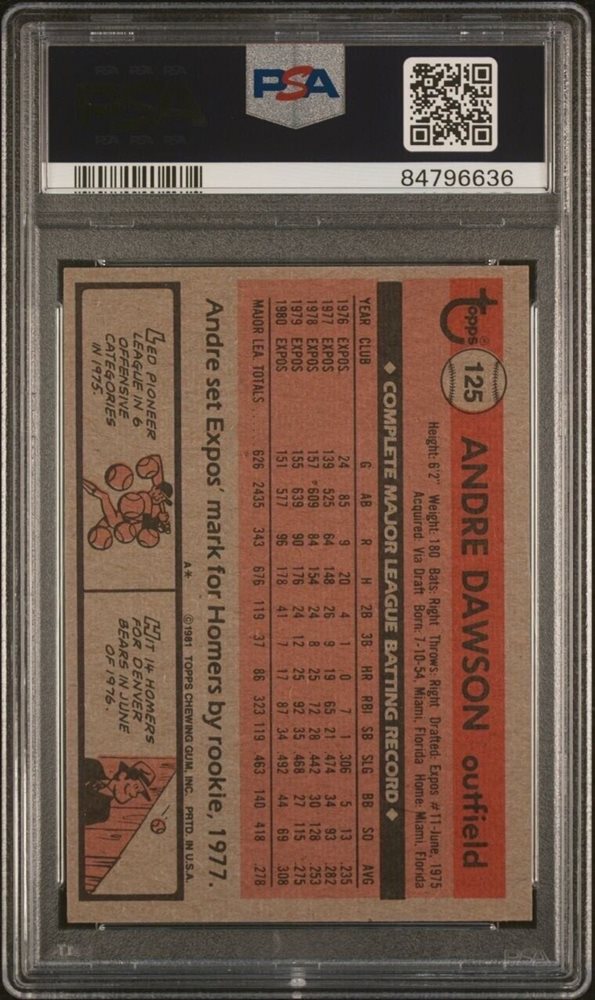 PSA
84796636
topps®
125
ANDRE DAWSON outfield
Height: 6'2" Weight: 180 Bats: Right Throws: Right Drafted: Expos #11-June, 1975
Acquired: Via Draft Born: 7-10-54, Miami, Florida Home: Miami, Florida
◆ COMPLETE MAJOR LEAGUE BATTING RECORD ◆
YEAR CLUB G AB R H 2B 3B HR RBI SB SLG BB SO AVG
1976 EXPOS 24 85 9 20 4 1 0 7 1 .306 5 13 .235
1977 EXPOS 139 525 64 148 26 9 19 65 21 .474 34 93 .282
1978 EXPOS 157 609 84 154 24 8 25 72 28 .442 30 128 .253
1979 EXPOS 155 639 90 176 24 12 25 92 35 .468 27 115 .275
1980 EXPOS 151 577 96 178 41 7 17 87 34 .492 44 69 .308
MAJOR LEA. TOTALS 626 2435 343 676 119 37 86 323 119 .463 140 418 .278
Andre set Expos' mark for Homers by rookie, 1977.
A* ©1981 TOPPS CHEWING GUM, INC. PRTD. IN U.S.A.
LED PIONEER
LEAGUE IN 6
OFFENSIVE
CATEGORIES
IN 1975.
HIT 14 HOMERS
FOR DENVER
BEARS IN JUNE
OF 1976.
PSA